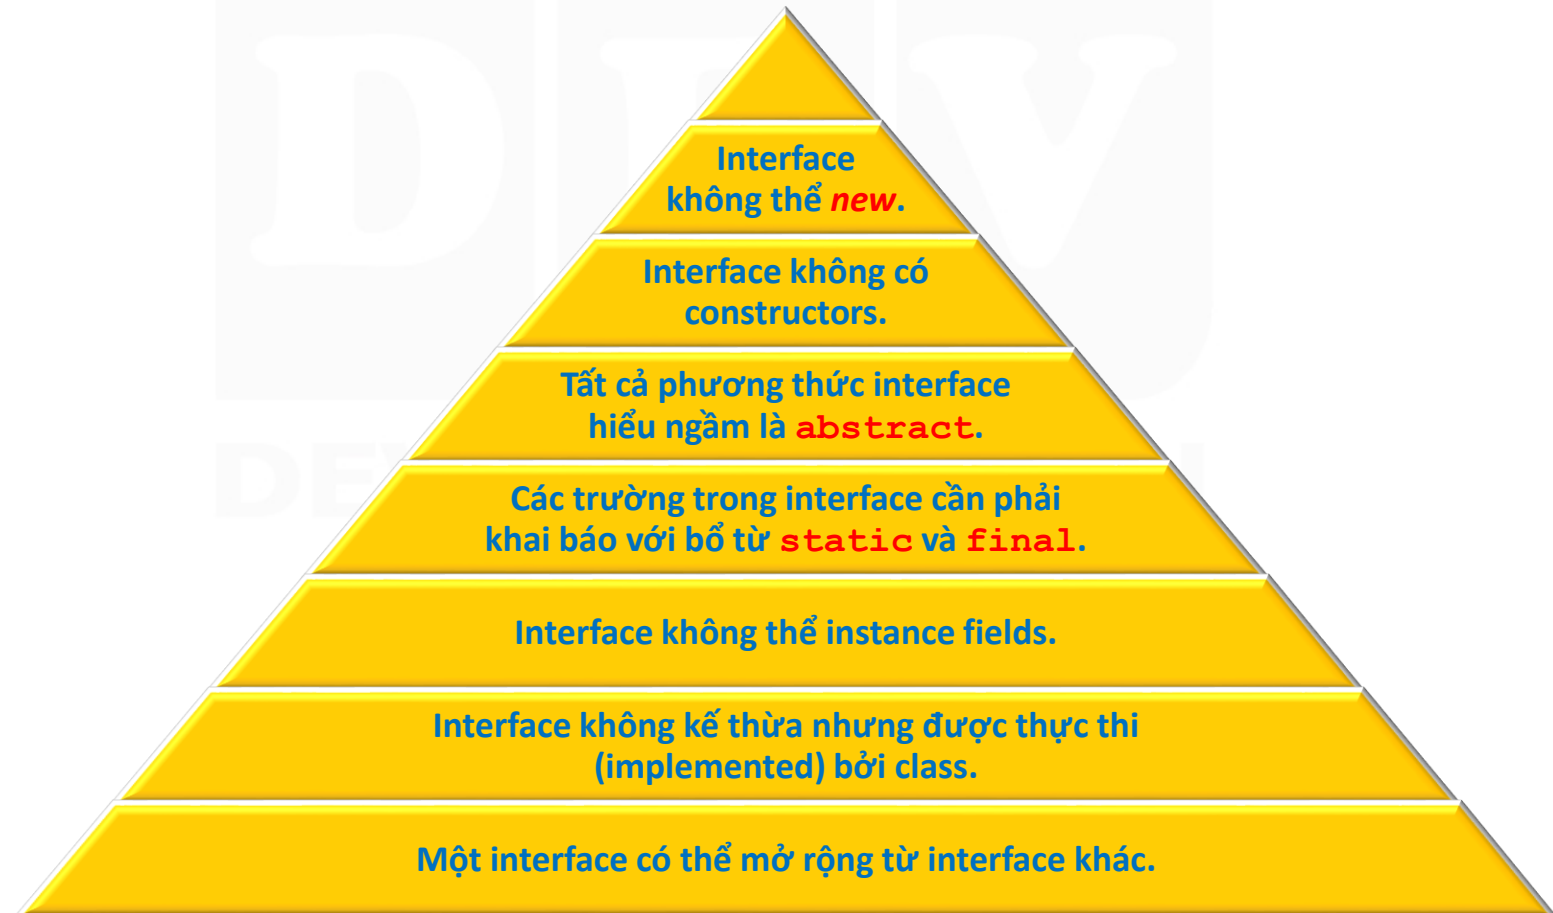 Interface
không thể new.
Interface không có
constructors.
Tất cả phương thức interface
hiểu ngầm là abstract.
Các trường trong interface cần phải
khai báo với bổ từ static và final.
Interface không thể instance fields.
Interface không kế thừa nhưng được thực thi
(implemented) bởi class.
Một interface có thể mở rộng từ interface khác.